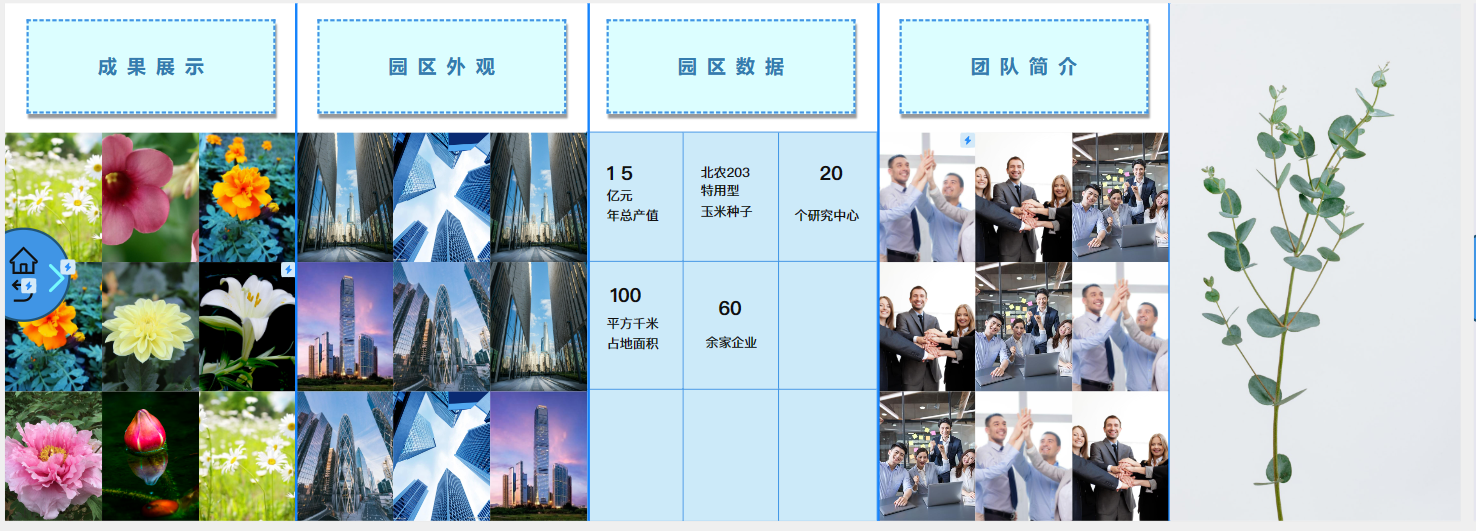 成果展示
园区外观
园区数据
团队简介
15
亿元
年总产值
北农203
特用型
玉米种子
20
个研究中心
100
平方千米
占地面积
60
余家企业